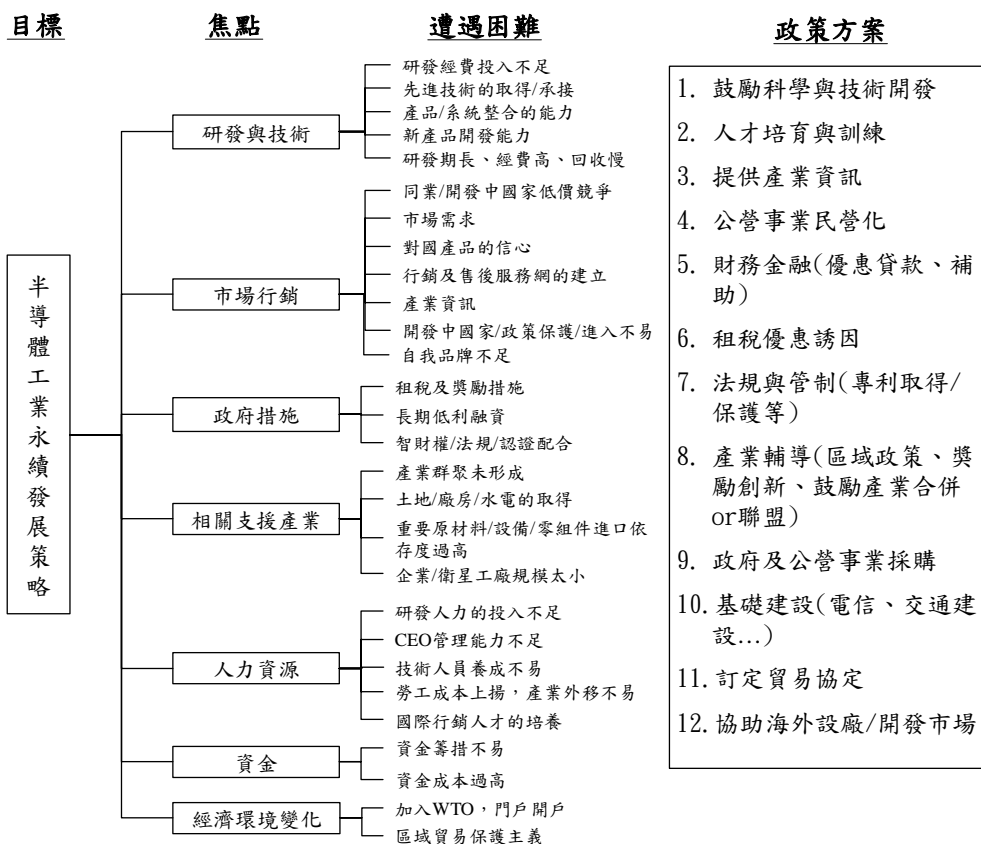 目標
焦點
遭遇困難
政策方案
半導體工業永續發展策略
研發與技術
研發經費投入不足
先進技術的取得/承接
產品/系統整合的能力
新產品開發能力
研發期長、經費高、回收慢
市場行銷
同業/開發中國家低價競爭
市場需求
對國產品的信心
行銷及售後服務網的建立
產業資訊
開發中國家/政策保護/進入不易
自我品牌不足
政府措施
租稅及獎勵措施
長期低利融資
智財權/法規/認證配合
相關支援產業
產業群聚未形成
土地/廠房/水電的取得
重要原材料/設備/零組件進口依
存度過高
企業/衛星工廠規模太小
人力資源
研發人力的投入不足
CEO管理能力不足
技術人員養成不易
勞工成本上揚，產業外移不易
國際行銷人才的培養
資金
資金籌措不易
資金成本過高
經濟環境變化
加入WTO，門戶開戶
區域貿易保護主義
1. 鼓勵科學與技術開發
2. 人才培育與訓練
3. 提供產業資訊
4. 公營事業民營化
5. 財務金融(優惠貸款、補
助)
6. 租稅優惠誘因
7. 法規與管制(專利取得/
保護等)
8. 產業輔導(區域政策、獎
勵創新、鼓勵產業合併
or聯盟)
9. 政府及公營事業採購
10. 基礎建設(電信、交通建
設...)
11. 訂定貿易協定
12. 協助海外設廠/開發市場